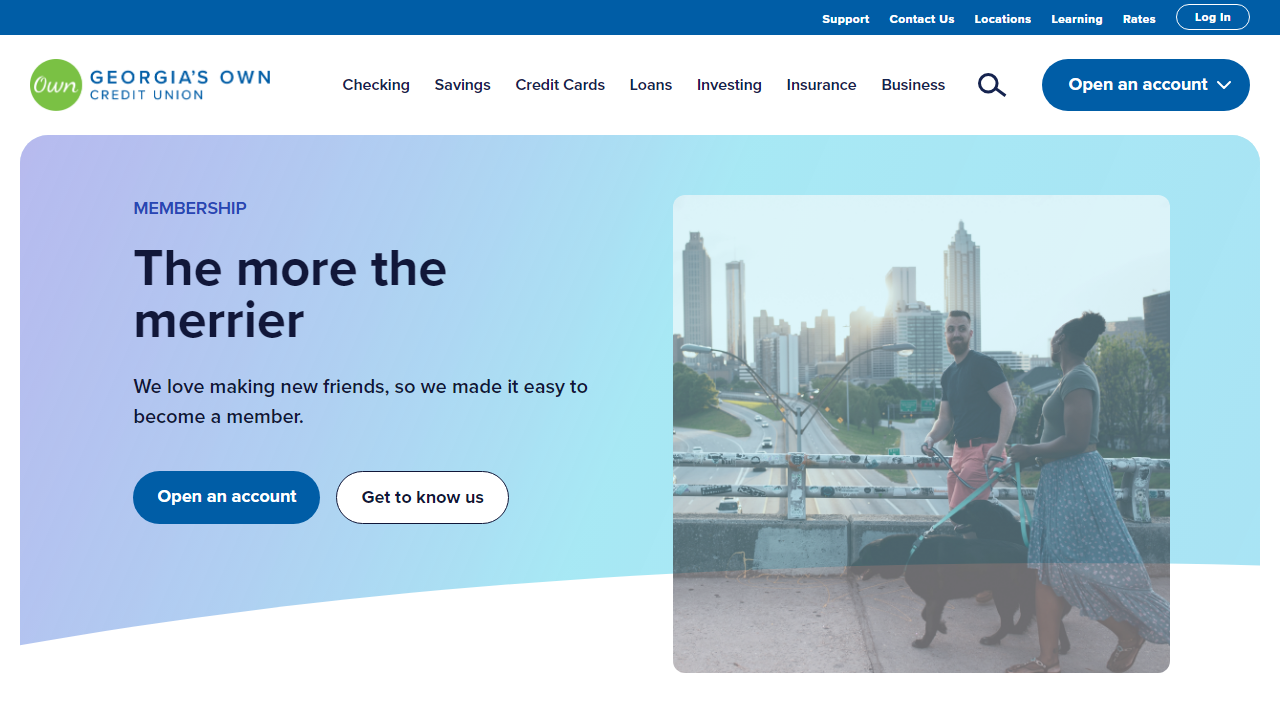 Support Contact Us Locations Learning Rates Log In
Own GEORGIA'S OWN
CREDIT UNION
Checking Savings Credit Cards Loans Investing Insurance Business Open an account
MEMBERSHIP
The more the
merrier
We love making new friends, so we made it easy to
become a member.
Open an account Get to know us